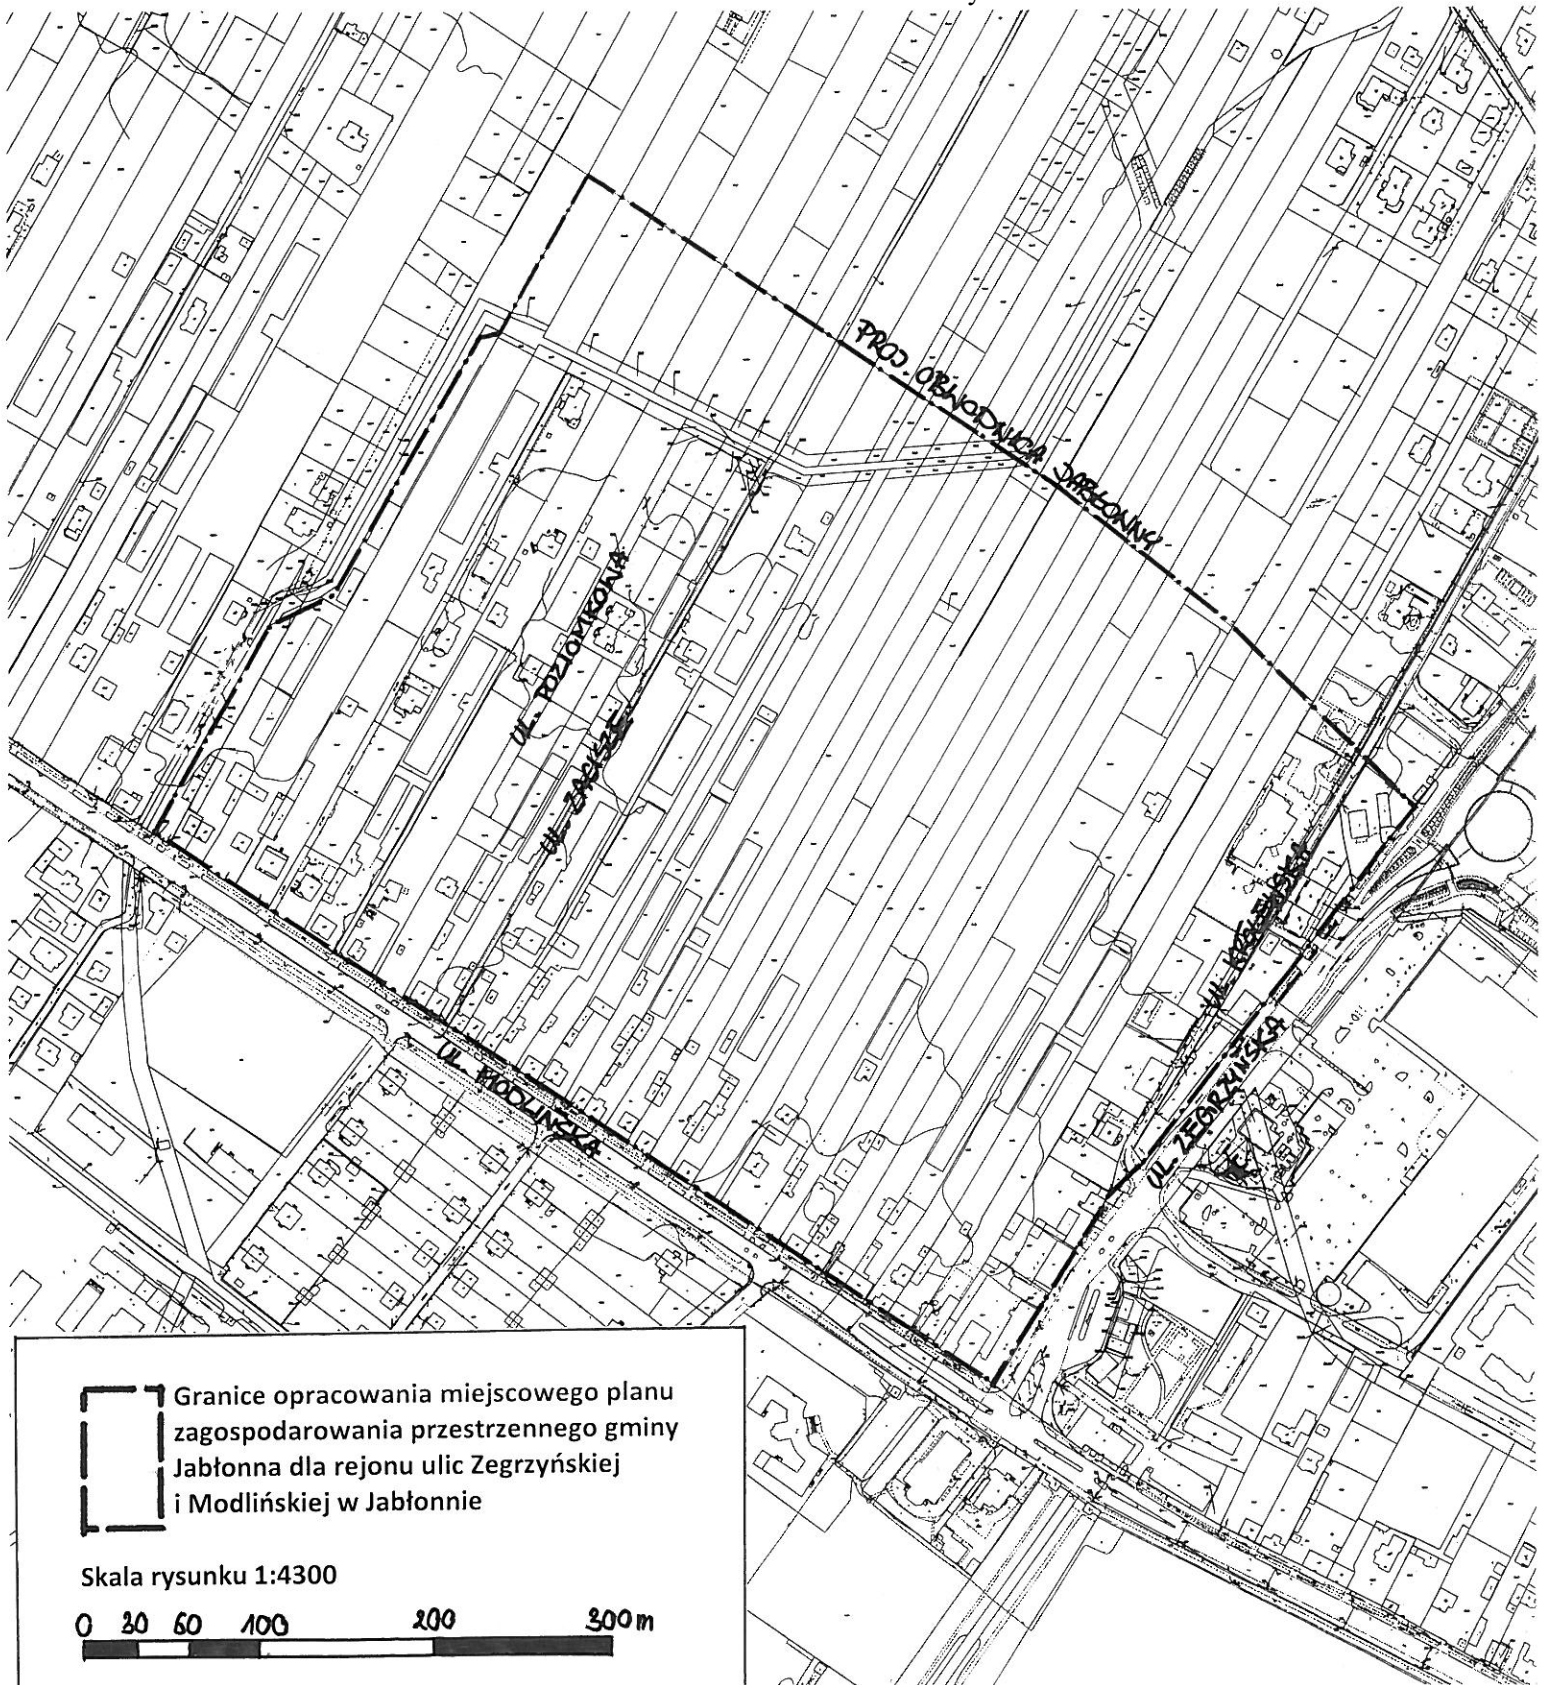 PROJ. OBWODNICA JABŁONNY
UL. POZIOMKOWA
UL. ZACISZE
UL. KRÓLEWSKA
UL. ZEGRZYŃSKA
UL. MODLIŃSKA
Granice opracowania miejscowego planu
zagospodarowania przestrzennego gminy
Jabłonna dla rejonu ulic Zegrzyńskiej
i Modlińskiej w Jabłonnie
Skala rysunku 1:4300
0 30 60 100 200 300m